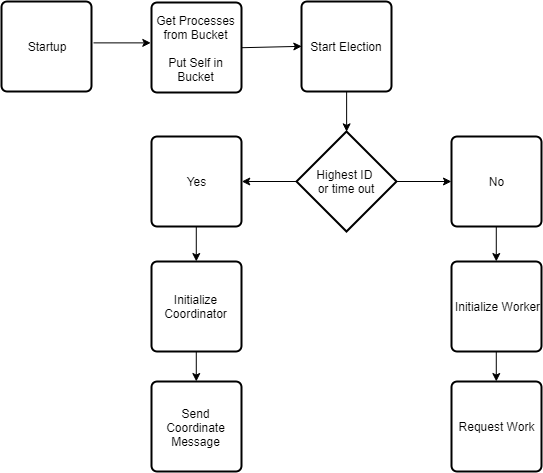 Startup
Get Processes
from Bucket
Put Self in
Bucket
Start Election
Yes
Highest ID
or time out
No
Initialize
Coordinator
Initialize Worker
Send
Coordinate
Message
Request Work